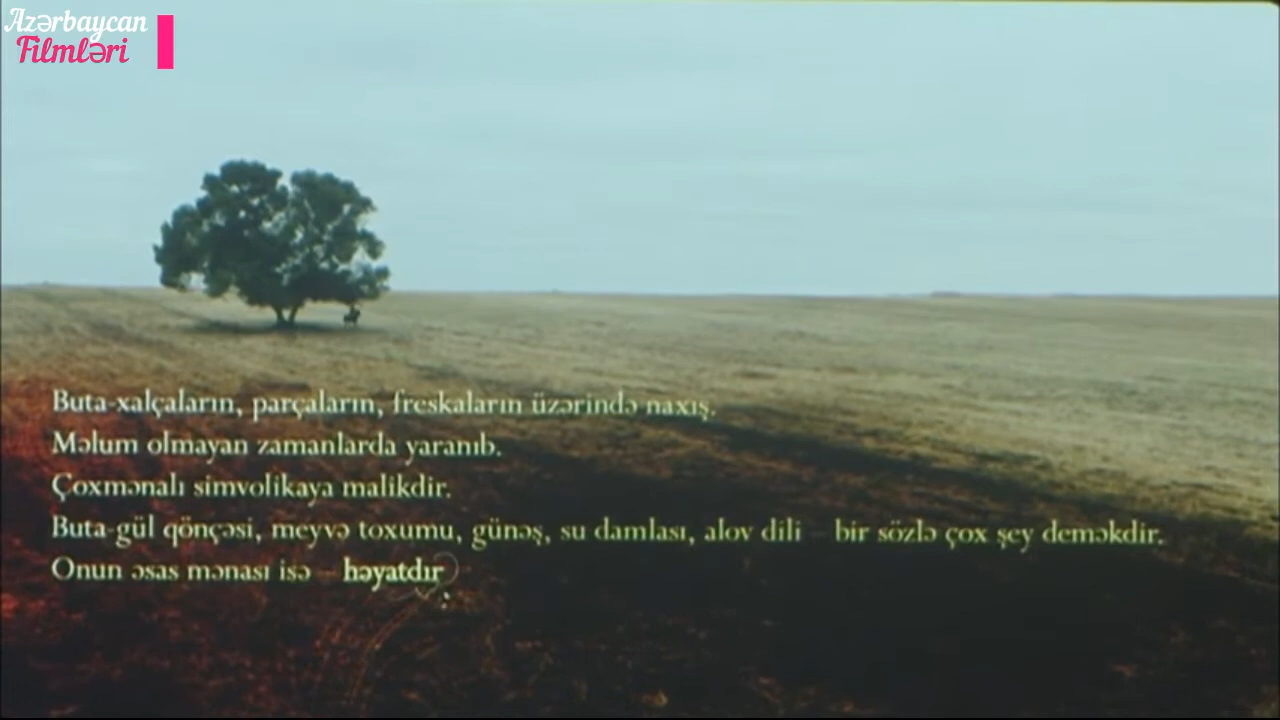 Azərbaycan
Filmləri
Buta-xalçaların, parçaların, freskaların üzərində naxış.
Məlum olmayan zamanlarda yaranıb.
Çoxmənalı simvolikaya malikdir.
Buta-gül qönçəsi, meyvə toxumu, günəş, su damlası, alov dili – bir sözlə çox şey deməkdir.
Onun əsas mənası isə – həyatdır